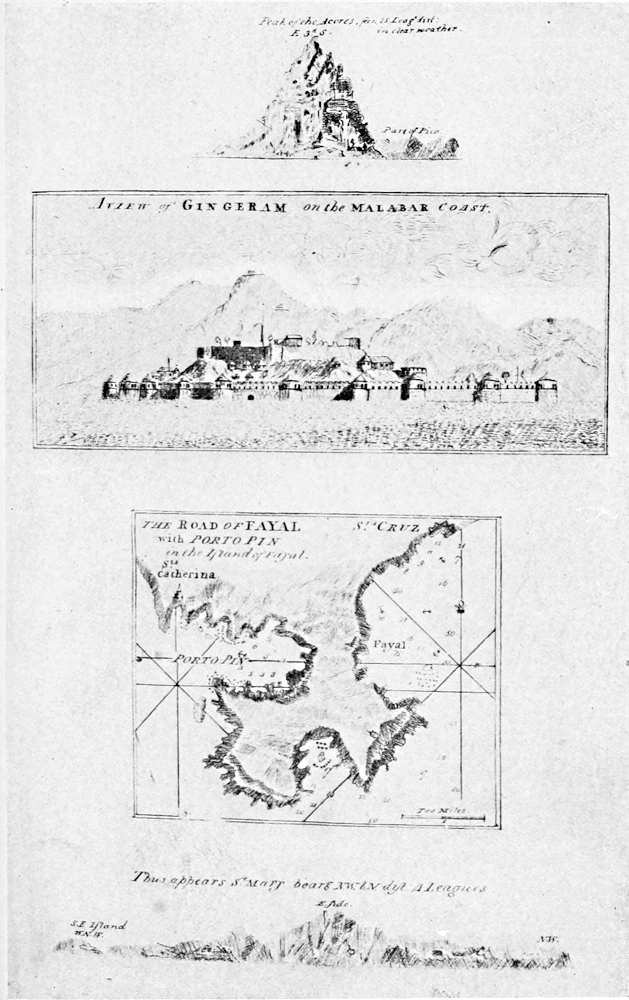 Peak of the Acores, 15 Leag.s dist:
E. 3.d S. in clear weather.
Part of Pico
A VIEW of GINGERAM on the MALABAR COAST.
THE ROAD OF FAYAL
with PORTO PIN
in the Iſland of Fayal.
S.ta CRUZ
S.ta
Catherina
Fayal
PORTO PIN
Two Miles
Thus appears S.t Mary bearg NWbN diſt 4 Leagues
E. ſide.
S.E Iſland
W.N.W.
N.W.